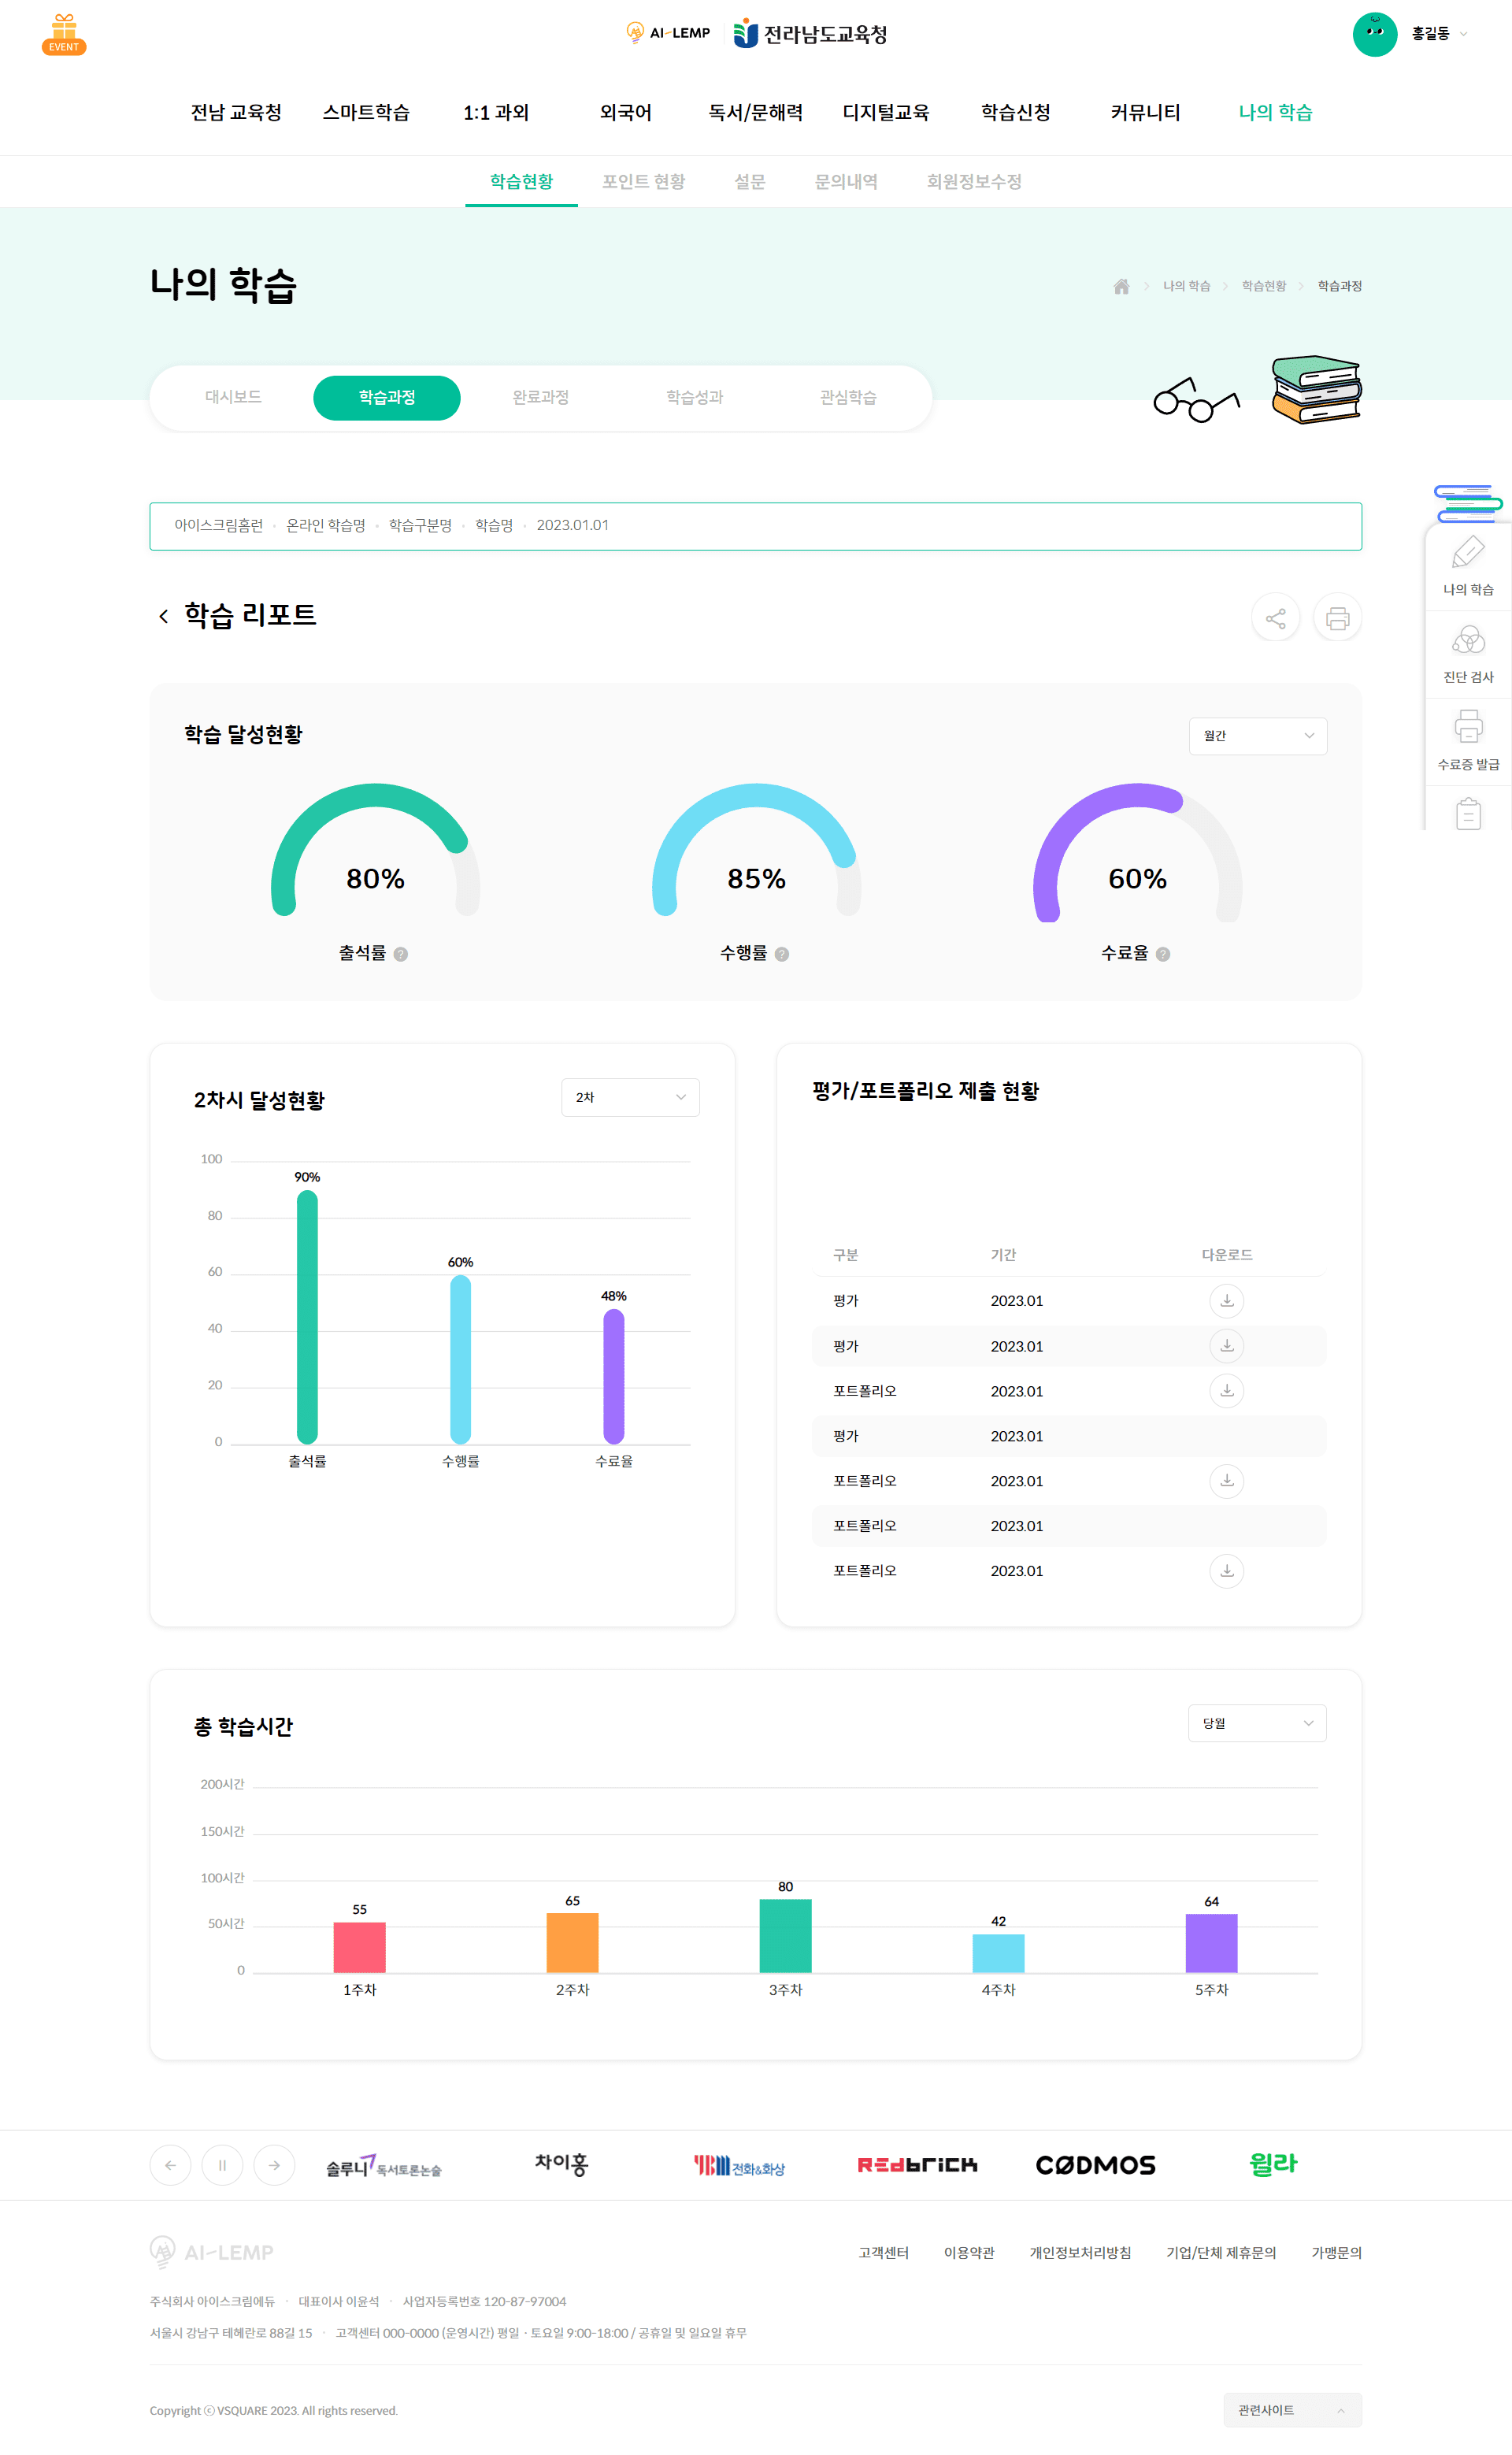 EVENT
AI-LEMP 전라남도교육청
홍길동
전남 교육청 스마트학습 1:1 과외 외국어 독서/문해력 디지털교육 학습신청 커뮤니티 나의 학습
학습현황 포인트 현황 설문 문의내역 회원정보수정
나의 학습
나의 학습 학습현황 학습과정
대시보드 학습과정 완료과정 학습성과 관심학습
아이스크림홈런 온라인 학습명 학습구분명 학습명 2023.01.01
나의 학습
진단 검사
수료증 발급
학습 리포트
학습 달성현황
월간
80% 85% 60%
출석률 ? 수행률 ? 수료율 ?
2차시 달성현황
2차
100
80
60
40
20
0
90%
60%
48%
출석률 수행률 수료율
평가/포트폴리오 제출 현황
구분 기간 다운로드
평가 2023.01
평가 2023.01
포트폴리오 2023.01
평가 2023.01
포트폴리오 2023.01
포트폴리오 2023.01
포트폴리오 2023.01
총 학습시간
당월
200시간
150시간
100시간
50시간
0
55 65 80 42 64
1주차 2주차 3주차 4주차 5주차
솔루니 독서토론논술 차이홍 YBM 전화&화상 REDBRICK CODMOS 윌라
AI-LEMP
고객센터 이용약관 개인정보처리방침 기업/단체 제휴문의 가맹문의
주식회사 아이스크림에듀 · 대표이사 이윤석 · 사업자등록번호 120-87-97004
서울시 강남구 테헤란로 88길 15 · 고객센터 000-0000 (운영시간) 평일 · 토요일 9:00-18:00 / 공휴일 및 일요일 휴무
Copyright ⓒ VSQUARE 2023. All rights reserved.
관련사이트